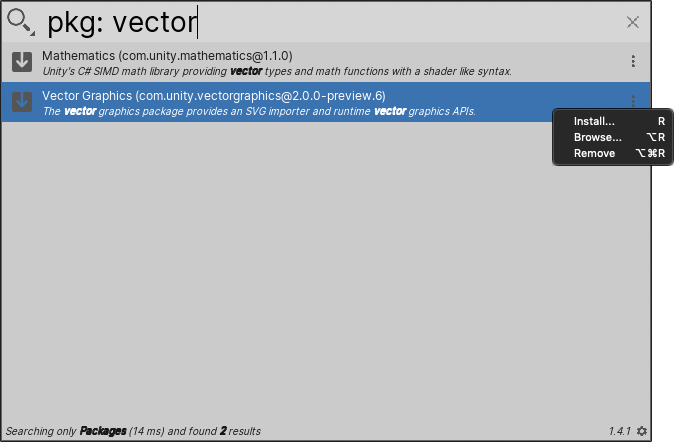 pkg: vector
Mathematics (com.unity.mathematics@1.1.0)
Unity's C# SIMD math library providing vector types and math functions with a shader like syntax.
Vector Graphics (com.unity.vectorgraphics@2.0.0-preview.6)
The vector graphics package provides an SVG importer and runtime vector graphics APIs.
Install... R
Browse... ⌥R
Remove ⌥⌘R
Searching only Packages (14 ms) and found 2 results 1.4.1